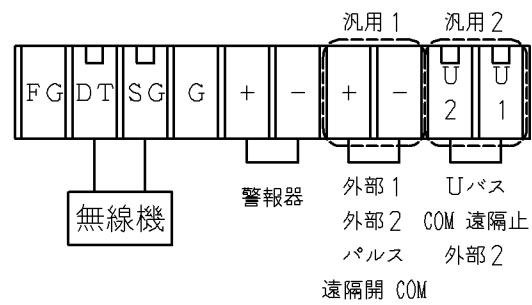 汎用1 汎用2
FG DT SG G + - + - U2 U1
無線機
警報器
外部1
外部2
パルス
遠隔開 COM
Uバス
COM 遠隔止
外部2